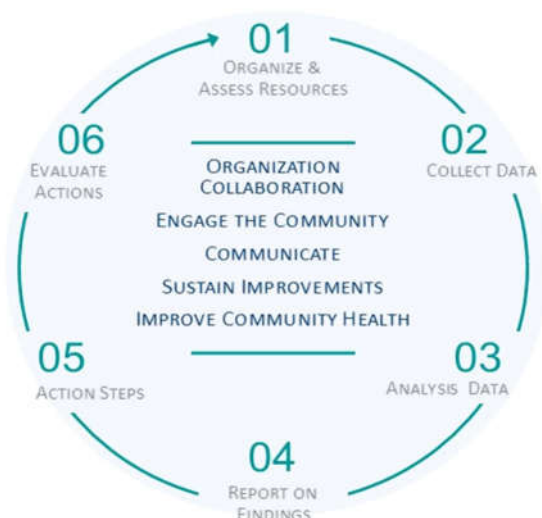 01
ORGANIZE &
ASSESS RESOURCES
02
COLLECT DATA
03
ANALYSIS DATA
04
REPORT ON
FINDINGS
05
ACTION STEPS
06
EVALUATE
ACTIONS
ORGANIZATION
COLLABORATION
ENGAGE THE COMMUNITY
COMMUNICATE
SUSTAIN IMPROVEMENTS
IMPROVE COMMUNITY HEALTH